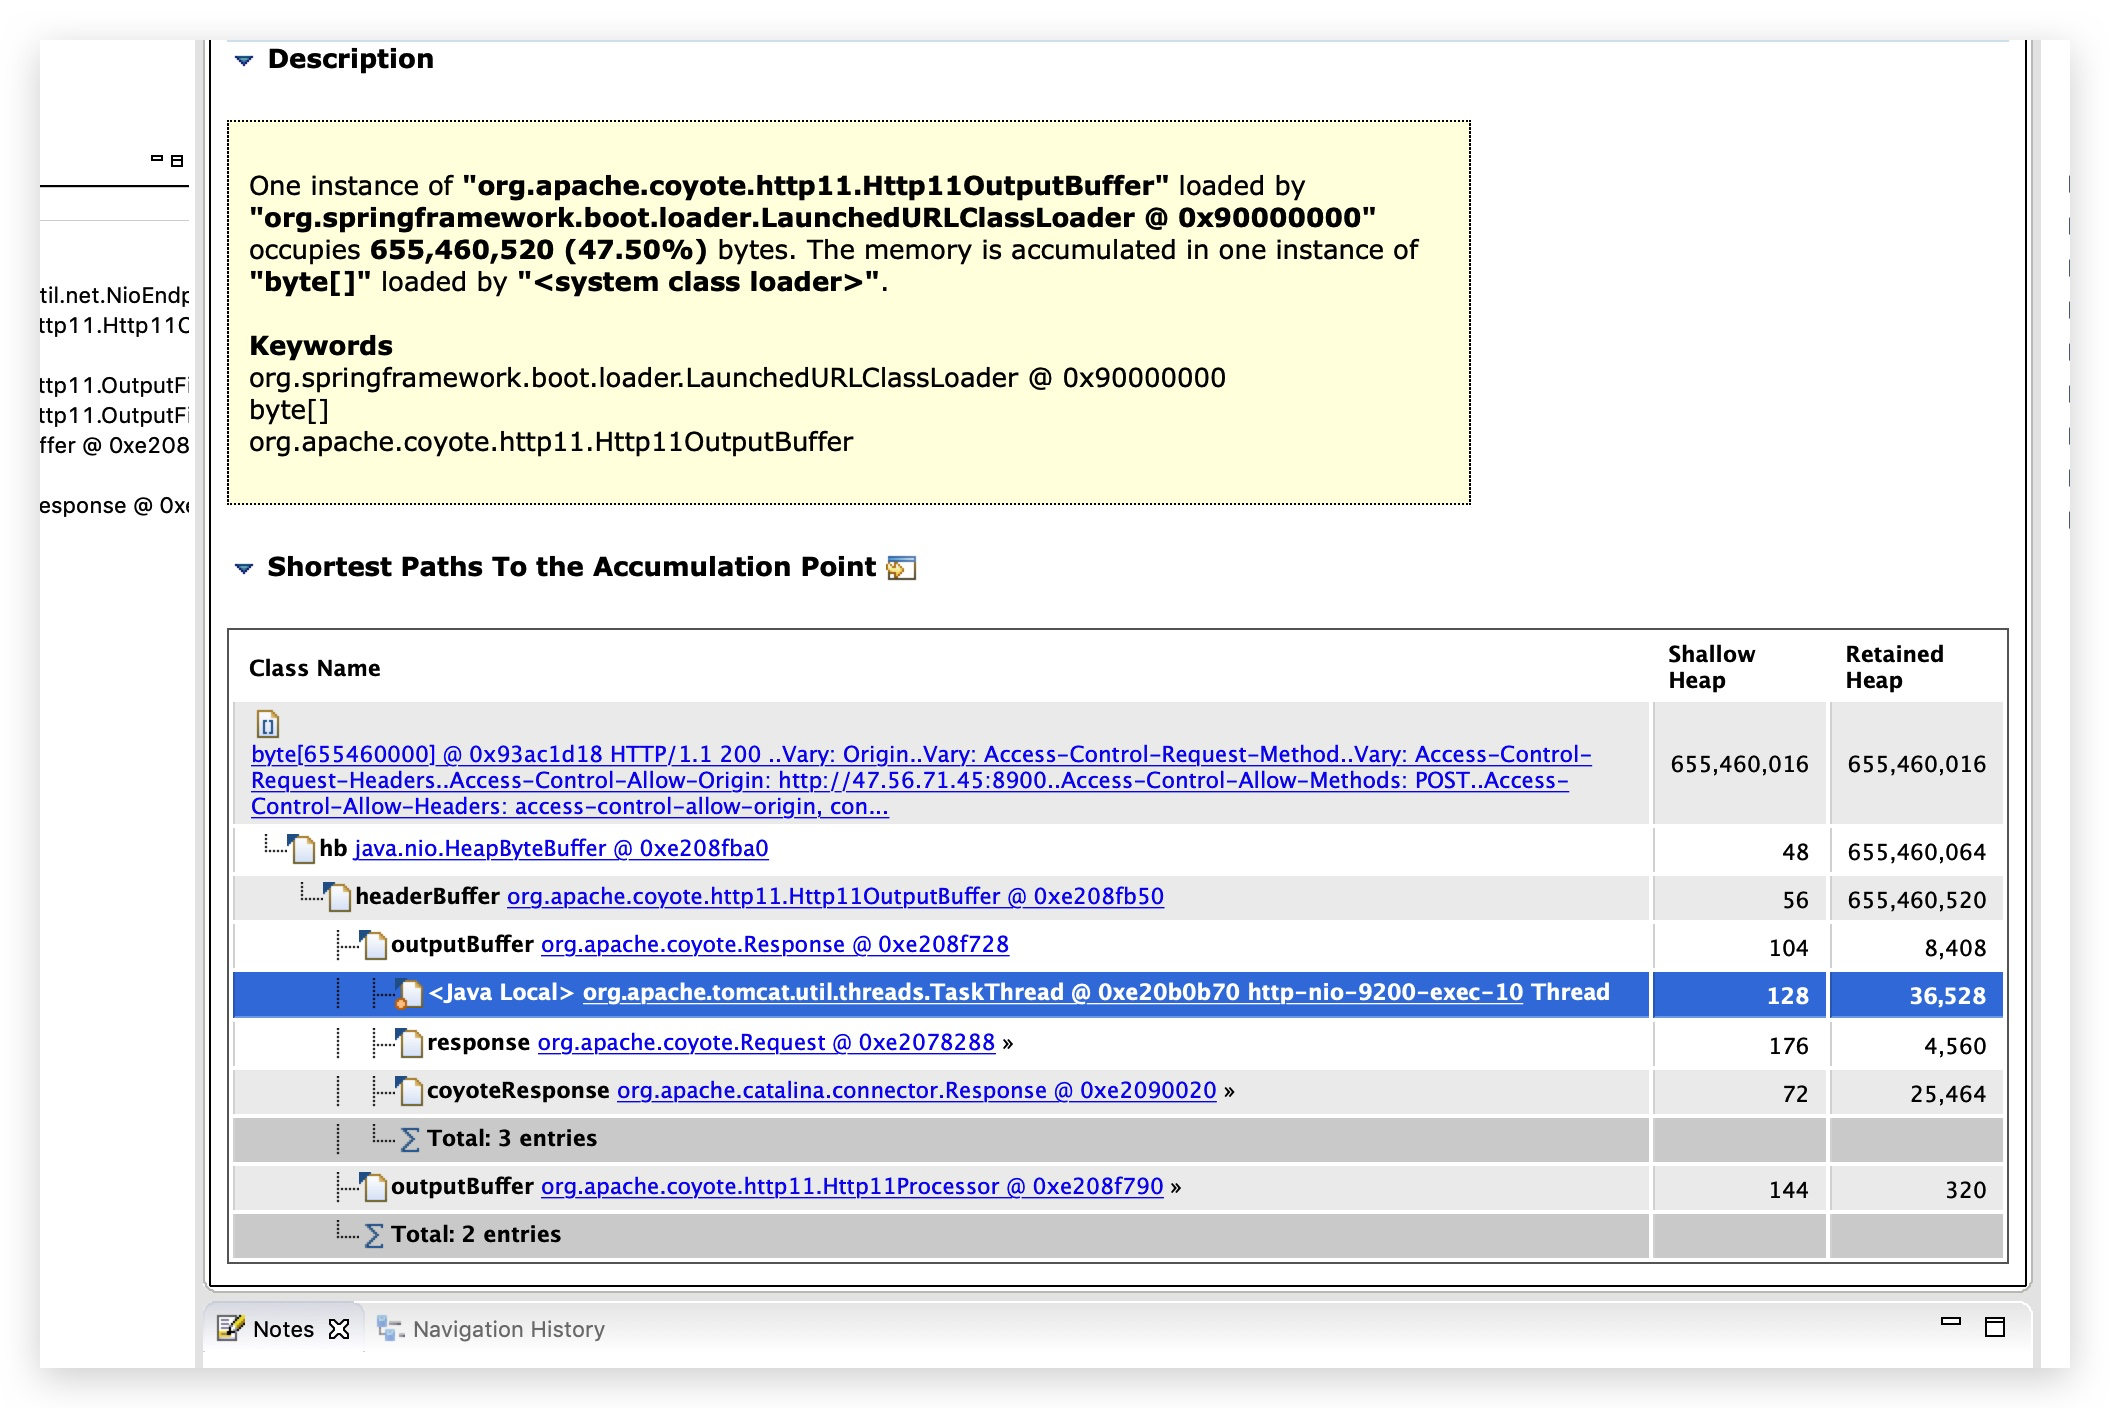 Description
til.net.NioEndp
ttp11.Http11O
ttp11.OutputFi
ttp11.OutputFi
ffer @ 0xe208
esponse @ 0xe
One instance of "org.apache.coyote.http11.Http11OutputBuffer" loaded by
"org.springframework.boot.loader.LaunchedURLClassLoader @ 0x90000000"
occupies 655,460,520 (47.50%) bytes. The memory is accumulated in one instance of
"byte[]" loaded by "<system class loader>".
Keywords
org.springframework.boot.loader.LaunchedURLClassLoader @ 0x90000000
byte[]
org.apache.coyote.http11.Http11OutputBuffer
Shortest Paths To the Accumulation Point
Class Name
Shallow
Heap
Retained
Heap
byte[655460000] @ 0x93ac1d18 HTTP/1.1 200 ..Vary: Origin..Vary: Access-Control-Request-Method..Vary: Access-Control-
Request-Headers..Access-Control-Allow-Origin: http://47.56.71.45:8900..Access-Control-Allow-Methods: POST..Access-
Control-Allow-Headers: access-control-allow-origin, con...
655,460,016 655,460,016
hb java.nio.HeapByteBuffer @ 0xe208fba0 48 655,460,064
headerBuffer org.apache.coyote.http11.Http11OutputBuffer @ 0xe208fb50 56 655,460,520
outputBuffer org.apache.coyote.Response @ 0xe208f728 104 8,408
<Java Local> org.apache.tomcat.util.threads.TaskThread @ 0xe20b0b70 http-nio-9200-exec-10 Thread 128 36,528
response org.apache.coyote.Request @ 0xe2078288 » 176 4,560
coyoteResponse org.apache.catalina.connector.Response @ 0xe2090020 » 72 25,464
Total: 3 entries
outputBuffer org.apache.coyote.http11.Http11Processor @ 0xe208f790 » 144 320
Total: 2 entries
Notes Navigation History